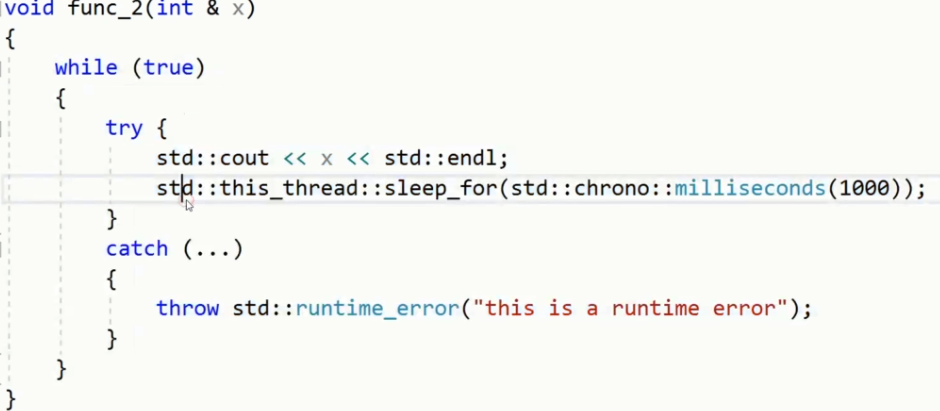 void func_2(int & x)
{
    while (true)
    {
        try {
            std::cout << x << std::endl;
            std::this_thread::sleep_for(std::chrono::milliseconds(1000));
        }
        catch (...)
        {
            throw std::runtime_error("this is a runtime error");
        }
    }
}